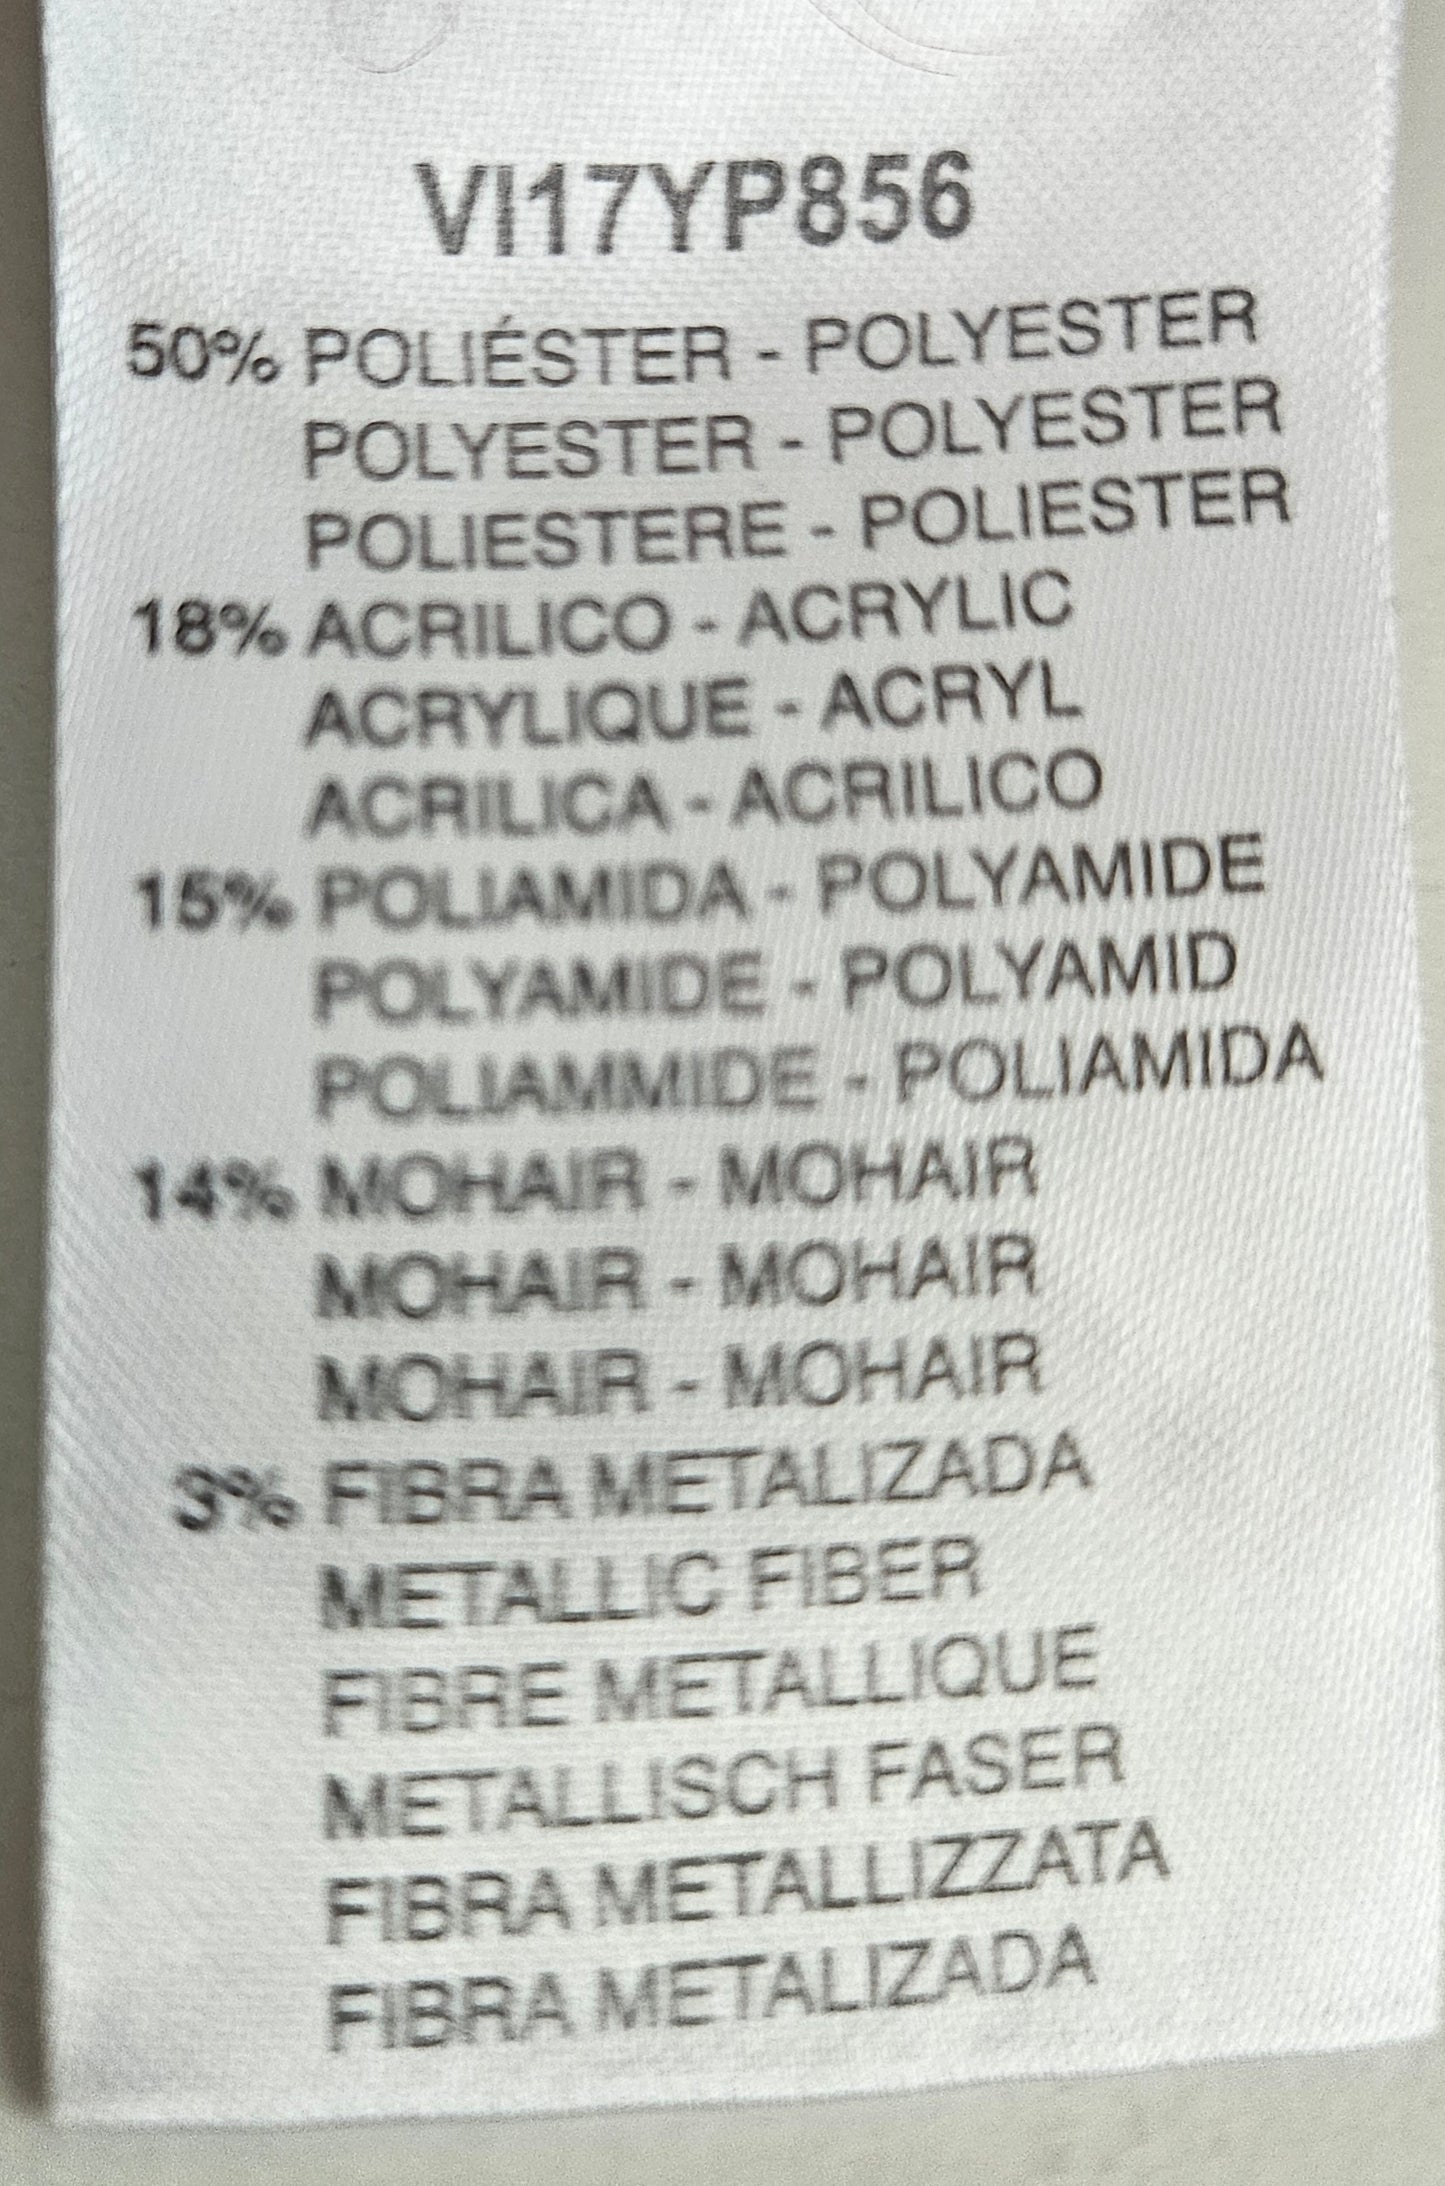 VI17YP856
50% POLIÉSTER - POLYESTER
POLYESTER - POLYESTER
POLIESTERE - POLIESTER
18% ACRILICO - ACRYLIC
ACRYLIQUE - ACRYL
ACRILICA - ACRILICO
15% POLIAMIDA - POLYAMIDE
POLYAMIDE - POLYAMID
POLIAMMIDE - POLIAMIDA
14% MOHAIR - MOHAIR
MOHAIR - MOHAIR
MOHAIR - MOHAIR
3% FIBRA METALIZADA
METALLIC FIBER
FIBRE METALLIQUE
METALLISCH FASER
FIBRA METALLIZZATA
FIBRA METALIZADA